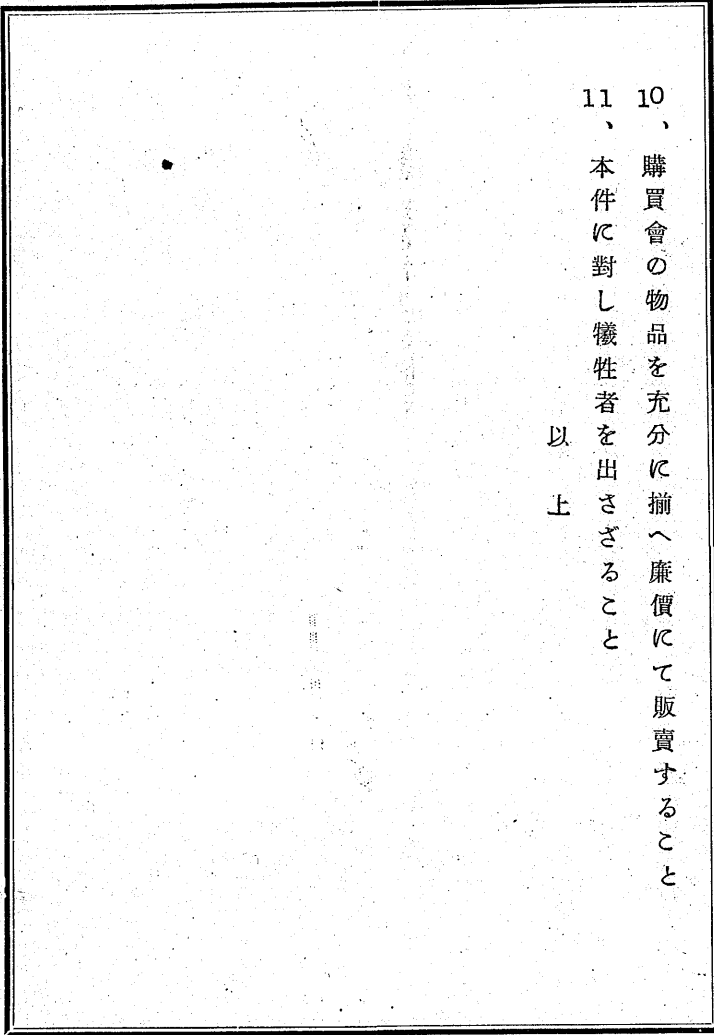 10、購買會の物品を充分に揃へ廉價にて販賣すること
11、本件に對し犠牲者を出さざること
以上